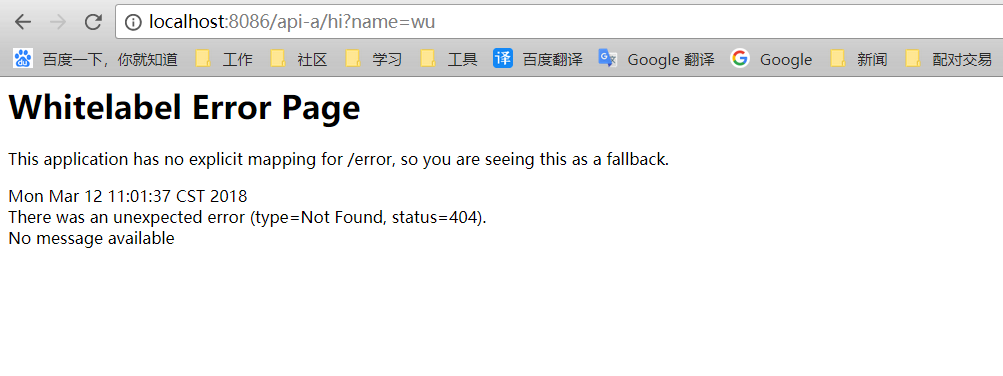 localhost:8086/api-a/hi?name=wu
百度一下，你就知道 工作 社区 学习 工具 译 百度翻译 Google 翻译 Google 新闻 配对交易
Whitelabel Error Page
This application has no explicit mapping for /error, so you are seeing this as a fallback.
Mon Mar 12 11:01:37 CST 2018
There was an unexpected error (type=Not Found, status=404).
No message available